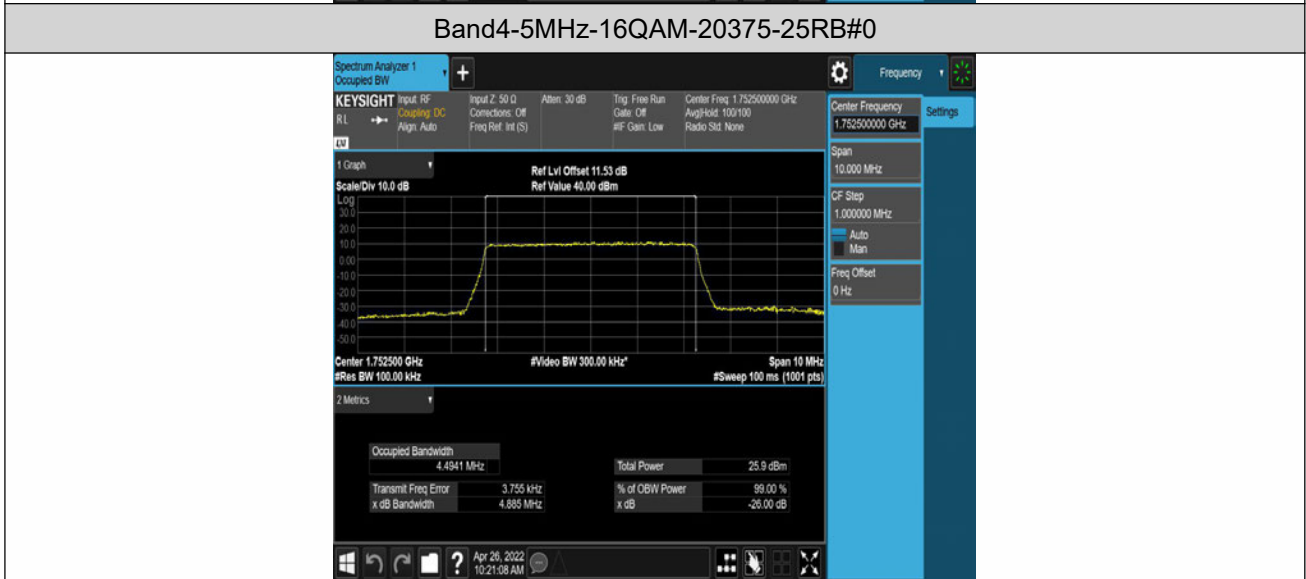 Band4-5MHz-16QAM-20375-25RB#0
Spectrum Analyzer 1
Occupied BW
+
Frequency
KEYSIGHT
RL
LXI
Input: RF
Coupling: DC
Align: Auto
Input Z: 50 Ω
Corrections: Off
Freq Ref: Int (S)
Atten: 30 dB
Trig: Free Run
Gate: Off
#IF Gain: Low
Center Freq: 1.752500000 GHz
Avg|Hold: 100/100
Radio Std: None
Center Frequency
1.752500000 GHz
Settings
Span
10.000 MHz
CF Step
1.000000 MHz
Auto
Man
Freq Offset
0 Hz
1 Graph
Scale/Div 10.0 dB
Ref Lvl Offset 11.53 dB
Ref Value 40.00 dBm
Log
30.0
20.0
10.0
0.00
-10.0
-20.0
-30.0
-40.0
-50.0
Center 1.752500 GHz
#Res BW 100.00 kHz
#Video BW 300.00 kHz*
Span 10 MHz
#Sweep 100 ms (1001 pts)
2 Metrics
Occupied Bandwidth
4.4941 MHz
Total Power 25.9 dBm
Transmit Freq Error 3.755 kHz
% of OBW Power 99.00 %
x dB Bandwidth 4.885 MHz
x dB -26.00 dB
?
Apr 26, 2022
10:21:08 AM